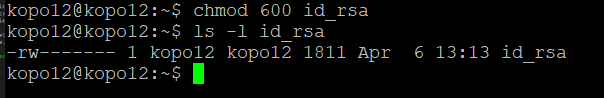 kopo12@kopo12:~$ chmod 600 id_rsa
kopo12@kopo12:~$ ls -l id_rsa
-rw------- 1 kopo12 kopo12 1811 Apr  6 13:13 id_rsa
kopo12@kopo12:~$